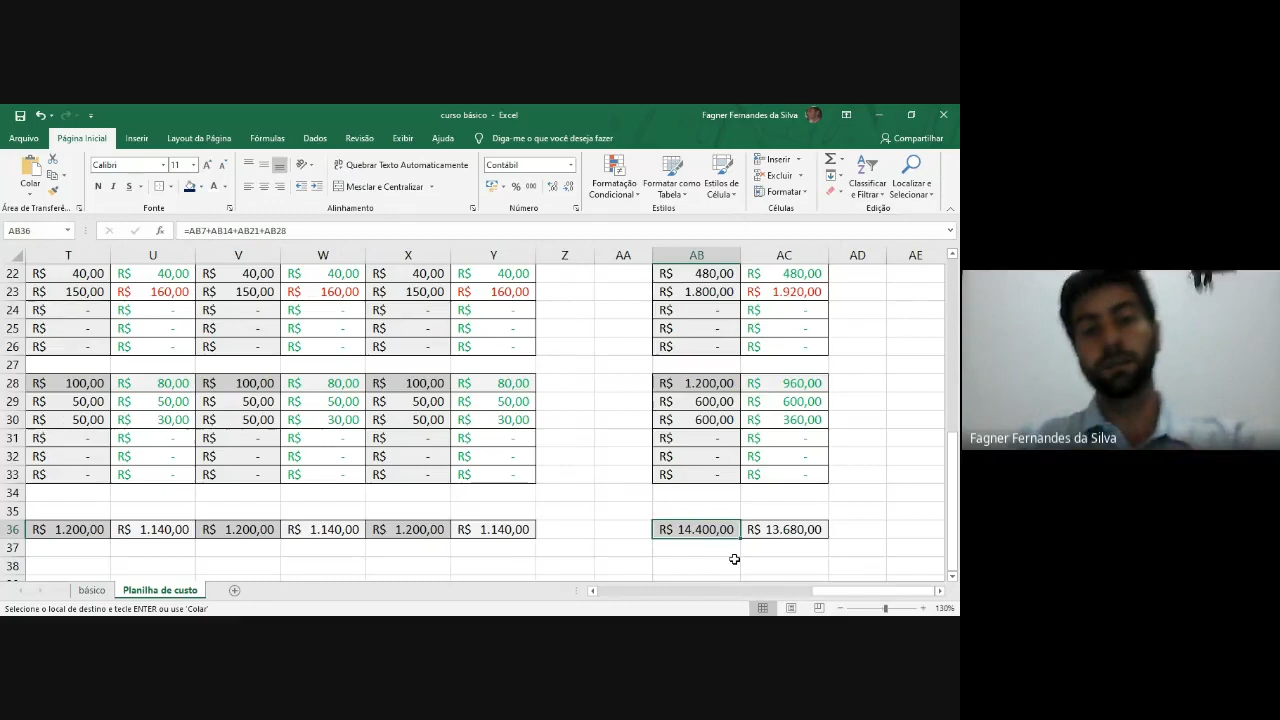 curso básico - Excel
Fagner Fernandes da Silva
Arquivo Página Inicial Inserir Layout da Página Fórmulas Dados Revisão Exibir Ajuda Diga-me o que você deseja fazer Compartilhar
Colar Calibri 11 Quebrar Texto Automaticamente Contábil Formatação Condicional Formatar como Tabela Estilos de Célula Inserir Classificar e Filtrar Localizar e Selecionar
N I S Mesclar e Centralizar % 000 Excluir
Formatar
Área de Transferê... Fonte Alinhamento Número Estilos Células Edição
AB36 fx =AB7+AB14+AB21+AB28
T U V W X Y Z AA AB AC AD AE
22 R$ 40,00 R$ 40,00 R$ 40,00 R$ 40,00 R$ 40,00 R$ 40,00 R$ 480,00 R$ 480,00
23 R$ 150,00 R$ 160,00 R$ 150,00 R$ 160,00 R$ 150,00 R$ 160,00 R$ 1.800,00 R$ 1.920,00
24 R$ - R$ - R$ - R$ - R$ - R$ - R$ - R$ -
25 R$ - R$ - R$ - R$ - R$ - R$ - R$ - R$ -
26 R$ - R$ - R$ - R$ - R$ - R$ - R$ - R$ -
27
28 R$ 100,00 R$ 80,00 R$ 100,00 R$ 80,00 R$ 100,00 R$ 80,00 R$ 1.200,00 R$ 960,00
29 R$ 50,00 R$ 50,00 R$ 50,00 R$ 50,00 R$ 50,00 R$ 50,00 R$ 600,00 R$ 600,00
30 R$ 50,00 R$ 30,00 R$ 50,00 R$ 30,00 R$ 50,00 R$ 30,00 R$ 600,00 R$ 360,00
31 R$ - R$ - R$ - R$ - R$ - R$ - R$ - R$ -
32 R$ - R$ - R$ - R$ - R$ - R$ - R$ - R$ -
33 R$ - R$ - R$ - R$ - R$ - R$ - R$ - R$ -
34
35
36 R$ 1.200,00 R$ 1.140,00 R$ 1.200,00 R$ 1.140,00 R$ 1.200,00 R$ 1.140,00 R$ 14.400,00 R$ 13.680,00
37
38
básico Planilha de custo
Selecione o local de destino e tecle ENTER ou use 'Colar' 130%
Fagner Fernandes da Silva